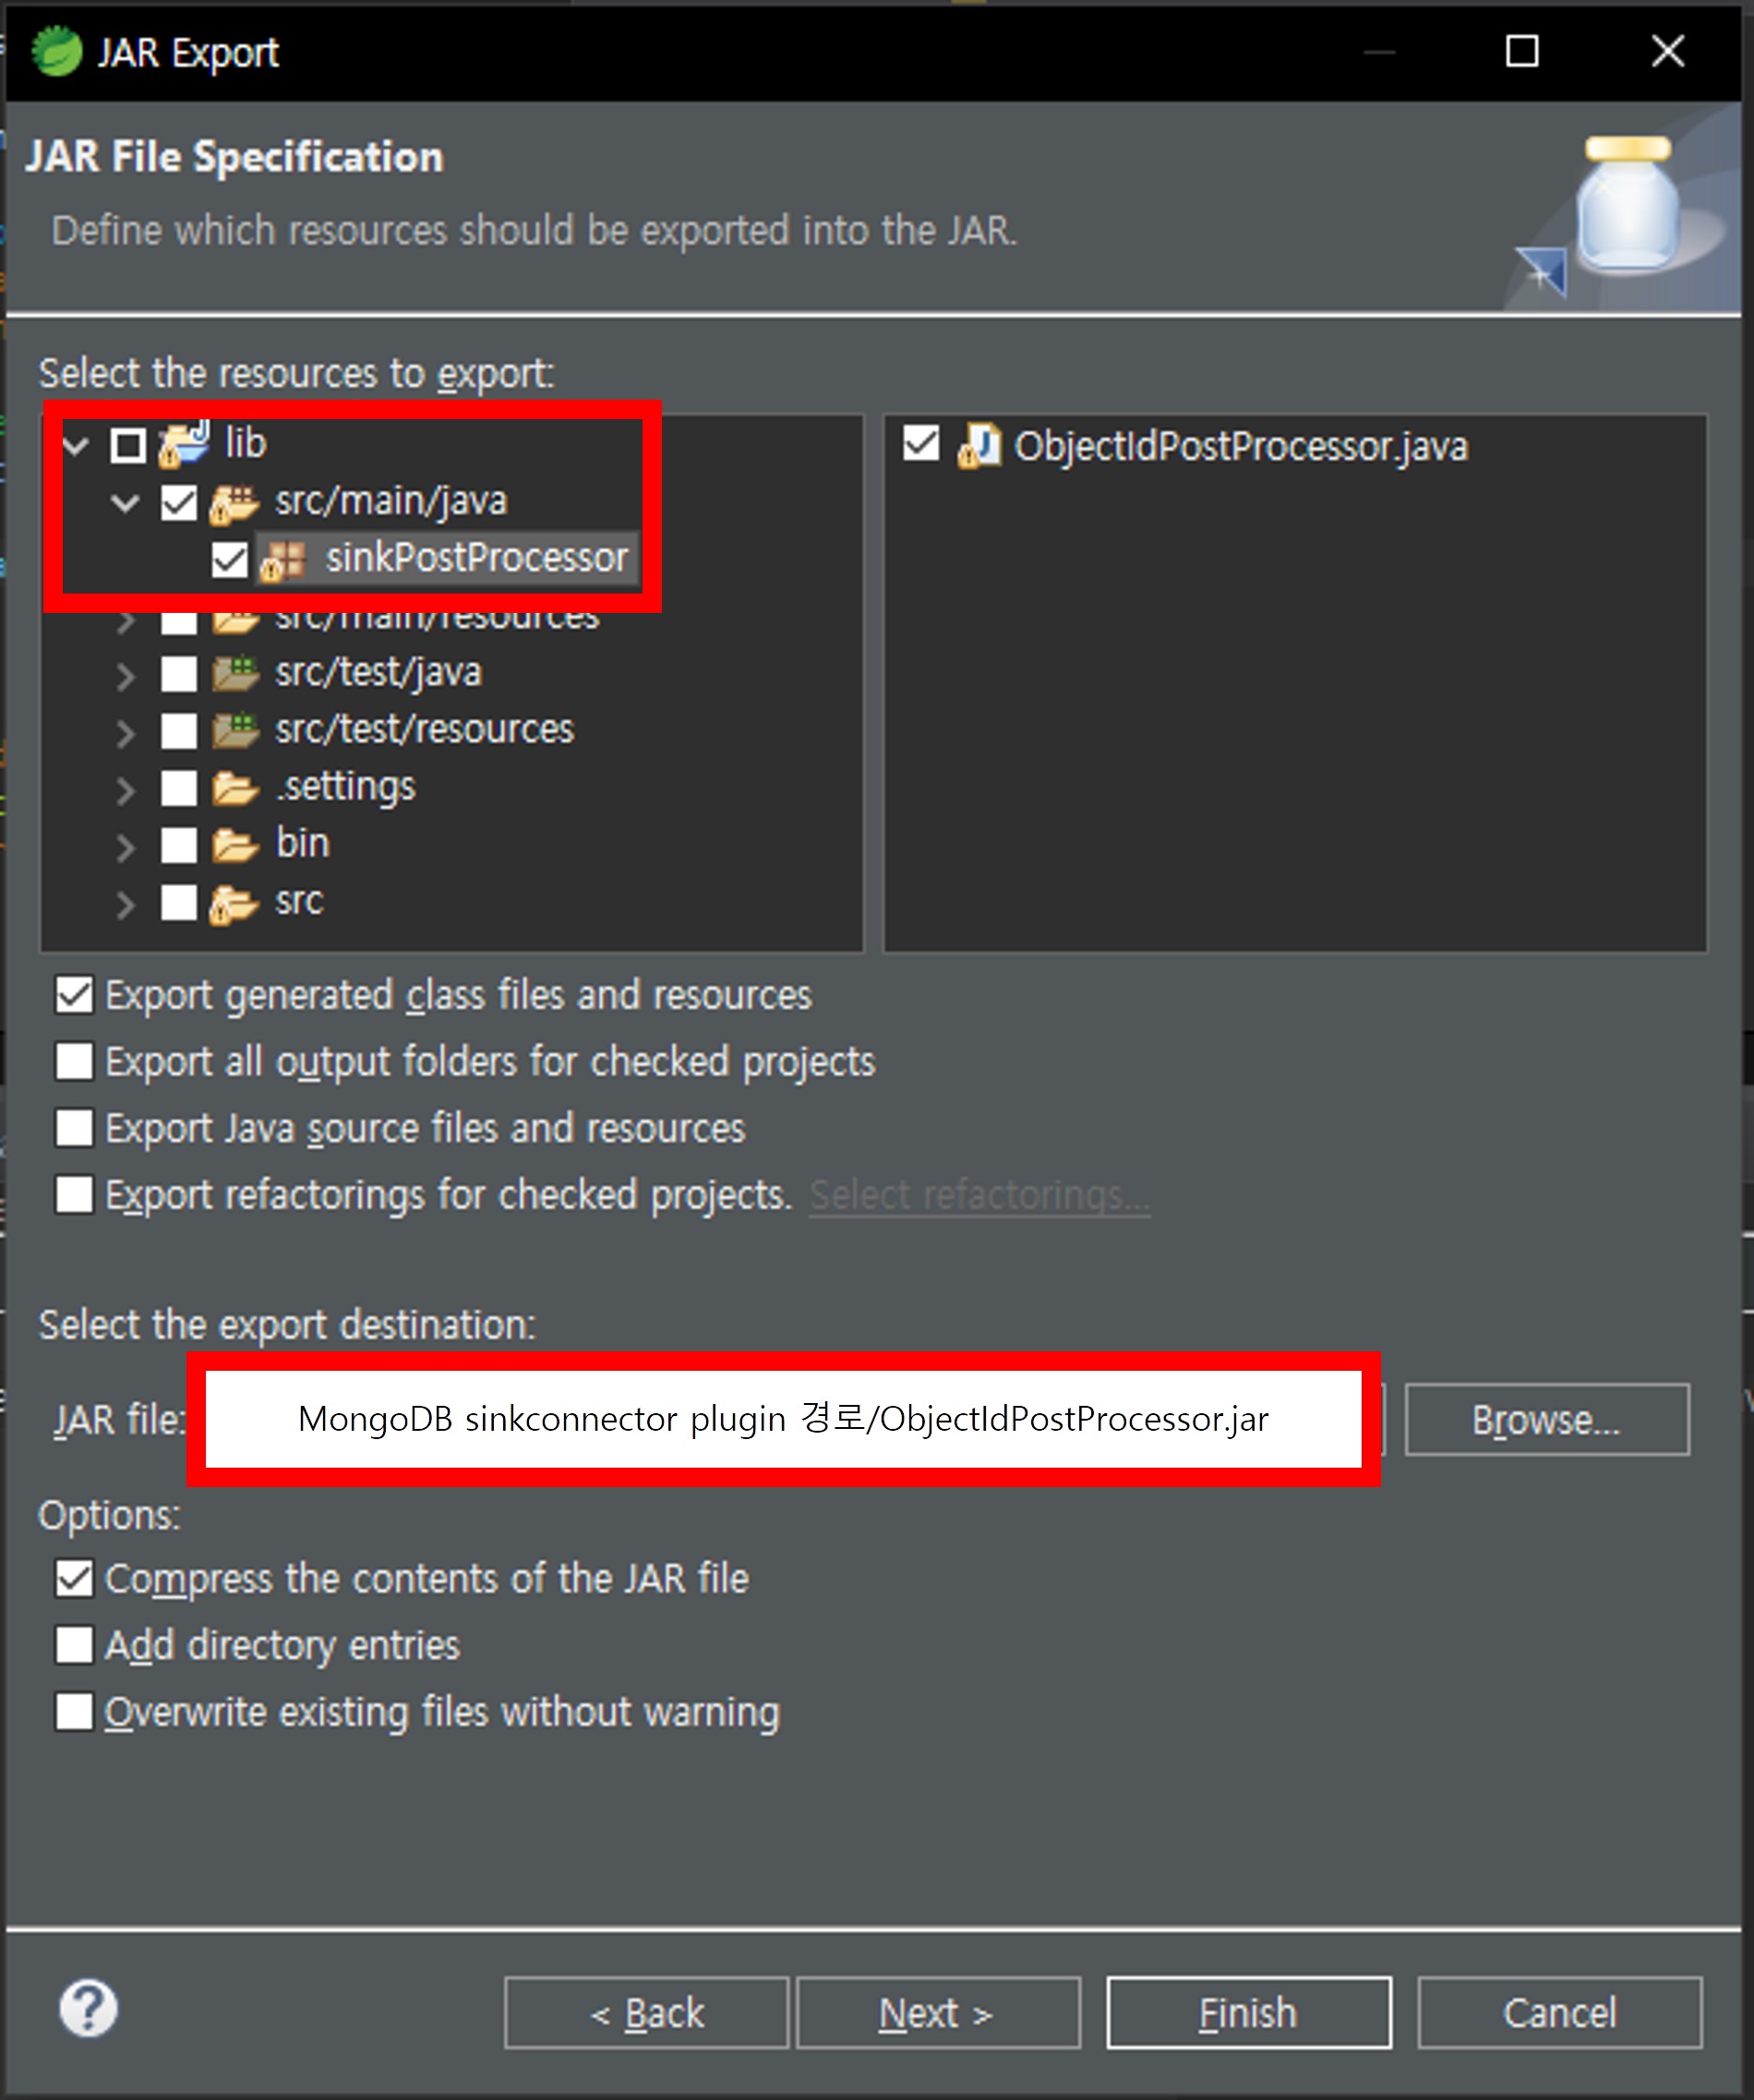 JAR Export
JAR File Specification
Define which resources should be exported into the JAR.
Select the resources to export:
lib
src/main/java
sinkPostProcessor
src/main/resources
src/test/java
src/test/resources
.settings
bin
src
ObjectIdPostProcessor.java
Export generated class files and resources
Export all output folders for checked projects
Export Java source files and resources
Export refactorings for checked projects. Select refactorings...
Select the export destination:
JAR file: MongoDB sinkconnector plugin 경로/ObjectIdPostProcessor.jar Browse...
Options:
Compress the contents of the JAR file
Add directory entries
Overwrite existing files without warning
? < Back Next > Finish Cancel